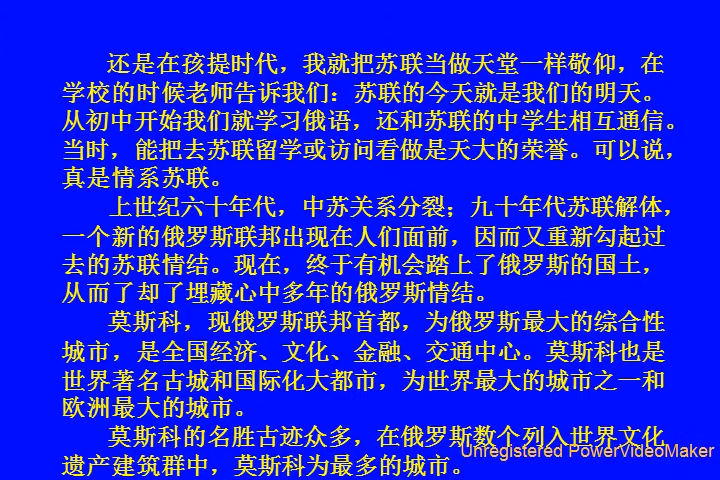 还是在孩提时代，我就把苏联当做天堂一样敬仰，在
学校的时候老师告诉我们：苏联的今天就是我们的明天。
从初中开始我们就学习俄语，还和苏联的中学生相互通信。
当时，能把去苏联留学或访问看做是天大的荣誉。可以说，
真是情系苏联。
上世纪六十年代，中苏关系分裂；九十年代苏联解体，
一个新的俄罗斯联邦出现在人们面前，因而又重新勾起过
去的苏联情结。现在，终于有机会踏上了俄罗斯的国土，
从而了却了埋藏心中多年的俄罗斯情结。
莫斯科，现俄罗斯联邦首都，为俄罗斯最大的综合性
城市，是全国经济、文化、金融、交通中心。莫斯科也是
世界著名古城和国际化大都市，为世界最大的城市之一和
欧洲最大的城市。
莫斯科的名胜古迹众多，在俄罗斯数个列入世界文化
遗产建筑群中，莫斯科为最多的城市。
Unregistered PowerVideoMaker